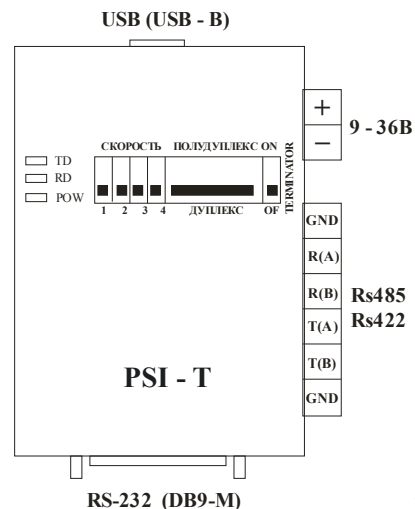 USB (USB - B)
+
−
9 - 36В
СКОРОСТЬ ПОЛУДУПЛЕКС ON
TERMINATOR
TD
RD
POW
1 2 3 4 ДУПЛЕКС OF
GND
R(A)
R(B)
T(A)
T(B)
GND
Rs485
Rs422
PSI - T
RS-232 (DB9-M)